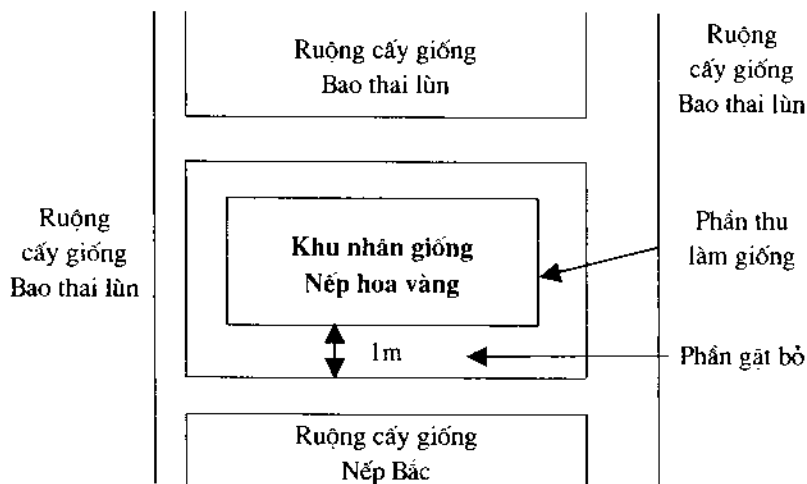 Ruộng cấy giống
Bao thai lùn
Ruộng
cấy giống
Bao thai lùn
Ruộng
cấy giống
Bao thai lùn
Khu nhân giống
Nếp hoa vàng
Phần thu
làm giống
1m
Phần gặt bỏ
Ruộng cấy giống
Nếp Bắc